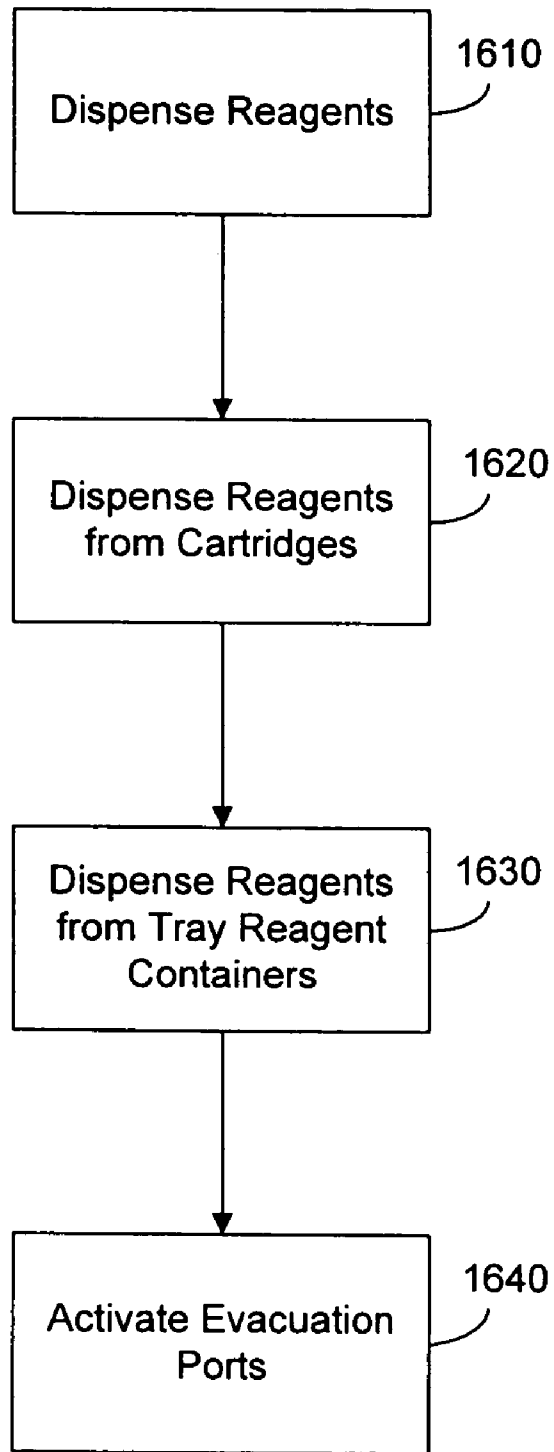 1610
Dispense Reagents
1620
Dispense Reagents
from Cartridges
1630
Dispense Reagents
from Tray Reagent
Containers
1640
Activate Evacuation
Ports